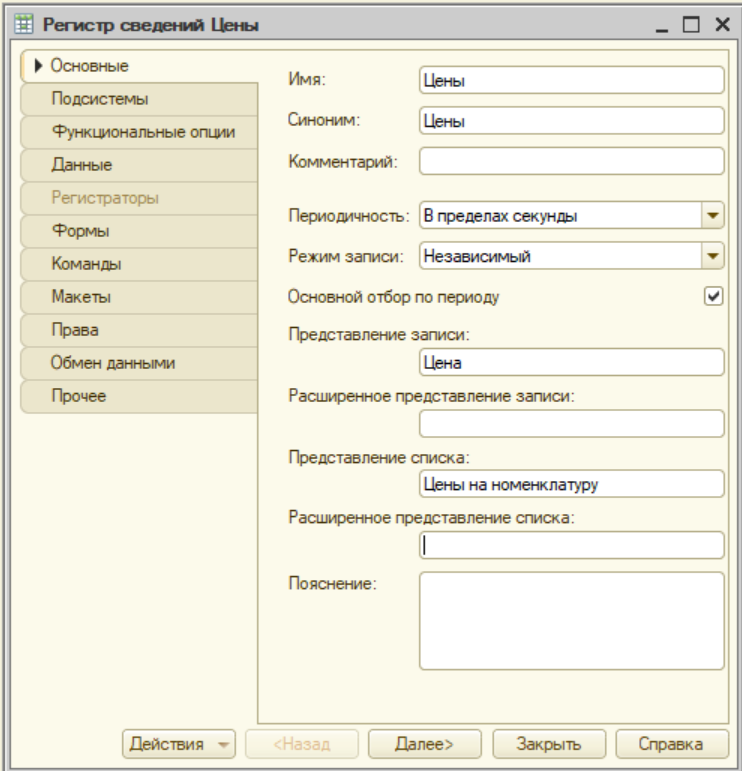 Регистр сведений Цены
Основные
Подсистемы
Функциональные опции
Данные
Регистраторы
Формы
Команды
Макеты
Права
Обмен данными
Прочее
Имя: Цены
Синоним: Цены
Комментарий:
Периодичность: В пределах секунды
Режим записи: Независимый
Основной отбор по периоду
Представление записи:
Цена
Расширенное представление записи:
Представление списка:
Цены на номенклатуру
Расширенное представление списка:
Пояснение:
Действия <Назад Далее> Закрыть Справка